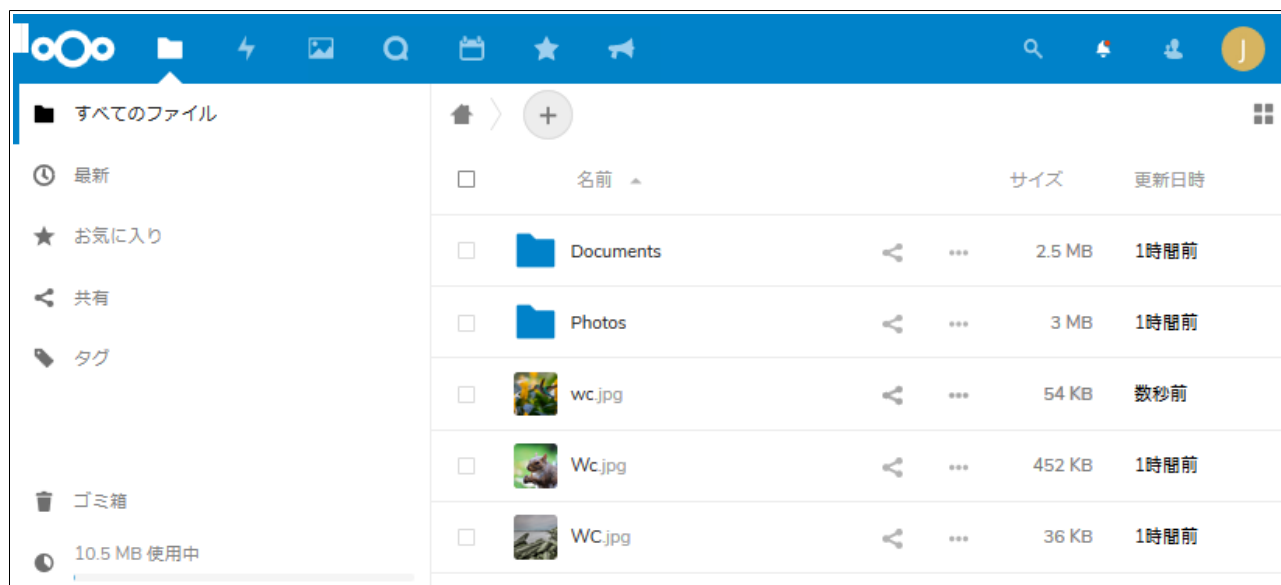 J
すべてのファイル
最新
お気に入り
共有
タグ
ゴミ箱
10.5 MB 使用中
名前 サイズ 更新日時
Documents 2.5 MB 1時間前
Photos 3 MB 1時間前
wc.jpg 54 KB 数秒前
Wc.jpg 452 KB 1時間前
WC.jpg 36 KB 1時間前